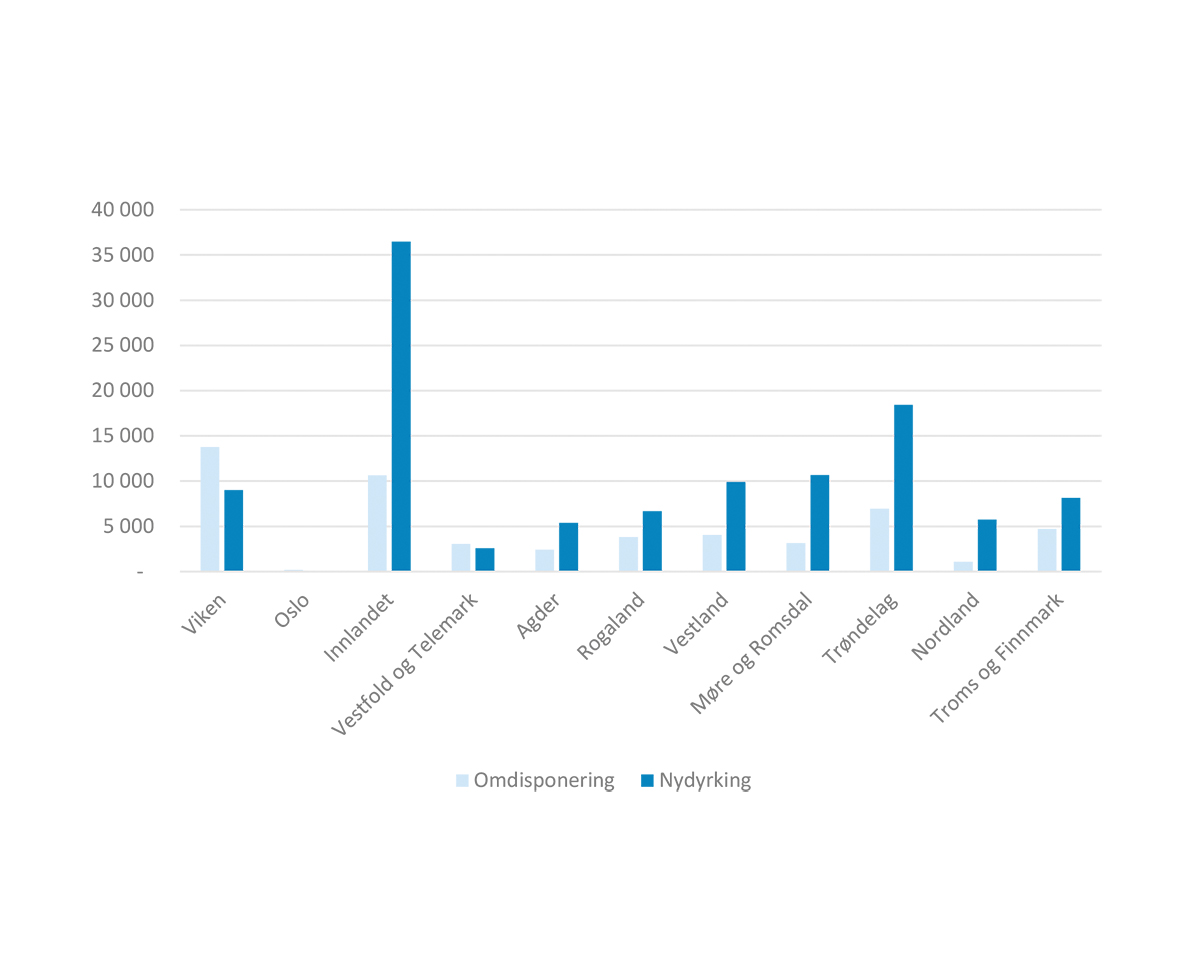 40 000
35 000
30 000
25 000
20 000
15 000
10 000
5 000
-
Viken
Oslo
Innlandet
Vestfold og Telemark
Agder
Rogaland
Vestland
Møre og Romsdal
Trøndelag
Nordland
Troms og Finnmark
Omdisponering
Nydyrking